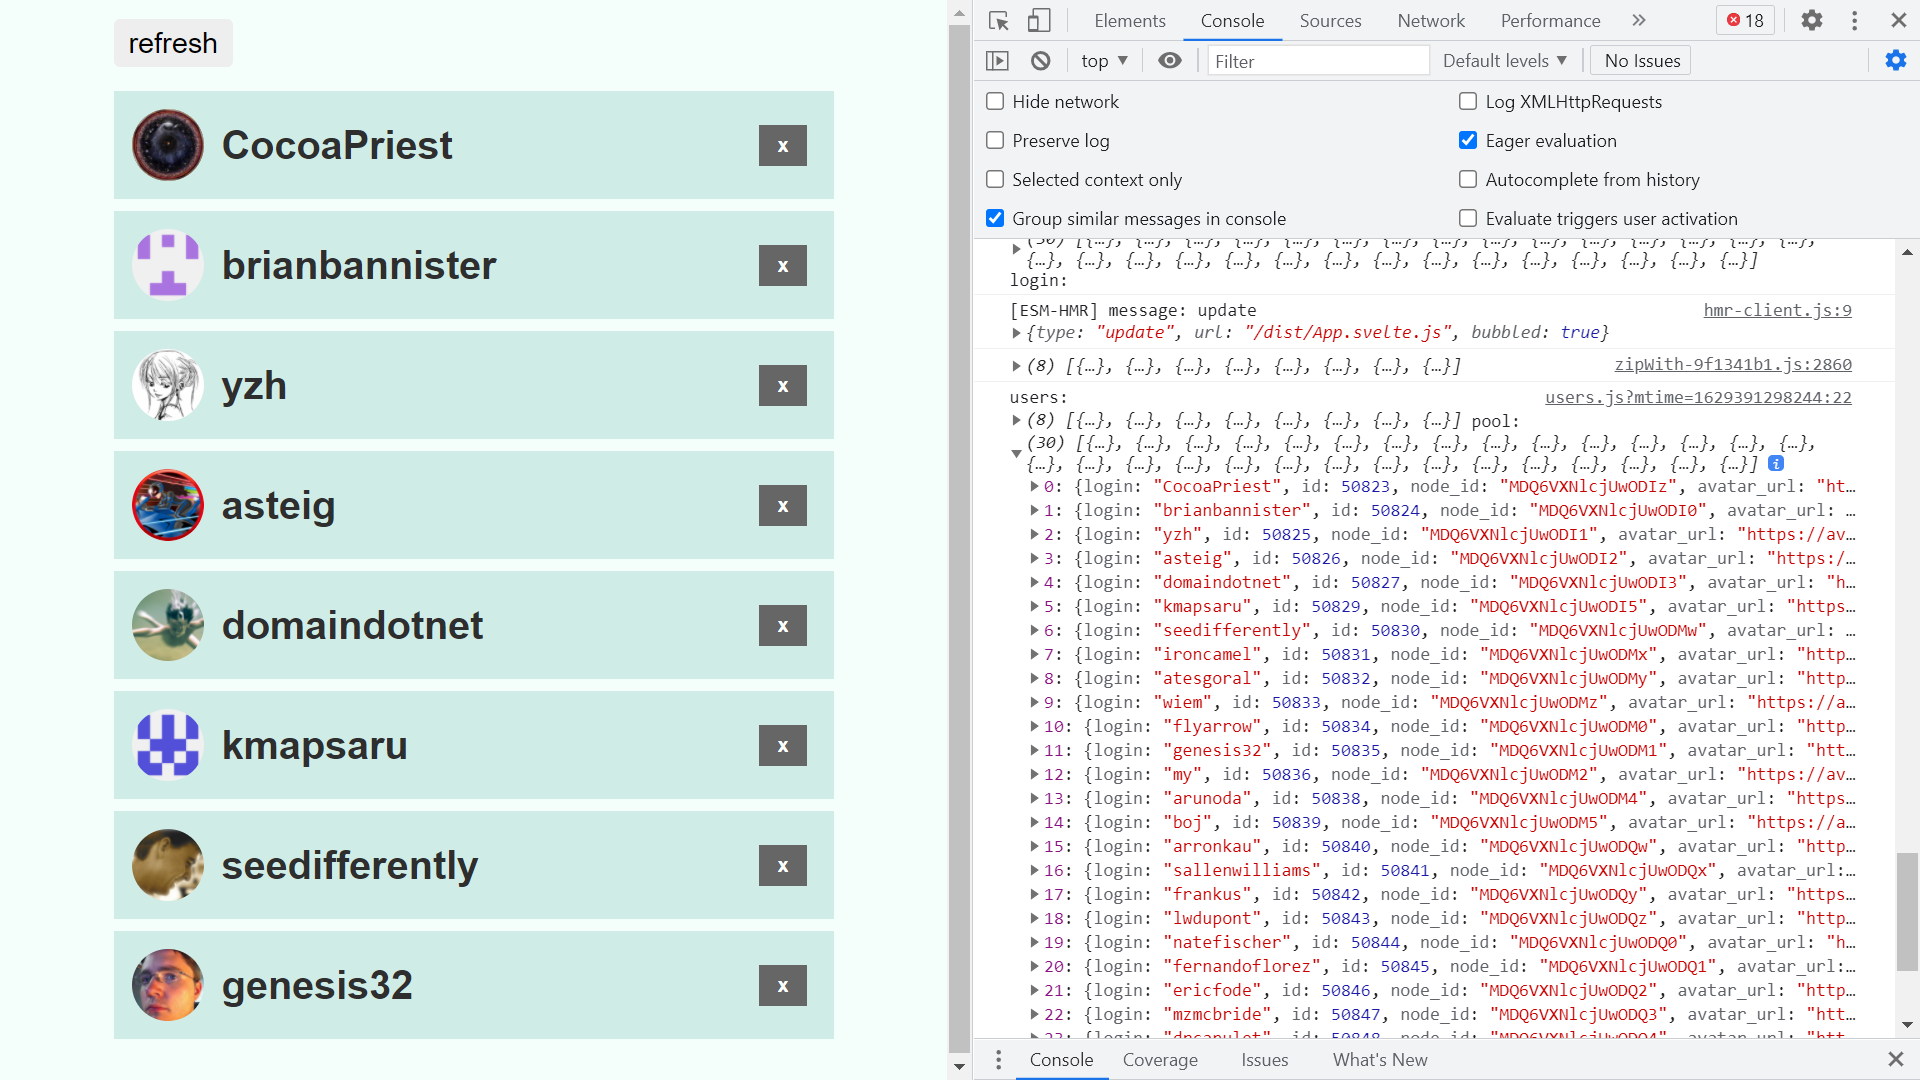 refresh
CocoaPriest x
brianbannister x
yzh x
asteig x
domaindotnet x
kmapsaru x
seedifferently x
genesis32 x
Elements Console Sources Network Performance » 18
top ▼ Filter Default levels ▼ No Issues
Hide network Log XMLHttpRequests
Preserve log Eager evaluation
Selected context only Autocomplete from history
Group similar messages in console Evaluate triggers user activation
(30) [{…}, {…}, {…}, {…}, {…}, {…}, {…}, {…}, {…}, {…}, {…}, {…}, {…}, {…}, {…},
{…}, {…}, {…}, {…}, {…}, {…}, {…}, {…}, {…}, {…}, {…}, {…}, {…}, {…}, {…}]
login:
[ESM-HMR] message: update hmr-client.js:9
{type: "update", url: "/dist/App.svelte.js", bubbled: true}
(8) [{…}, {…}, {…}, {…}, {…}, {…}, {…}, {…}] zipWith-9f1341b1.js:2860
users: users.js?mtime=1629391298244:22
(8) [{…}, {…}, {…}, {…}, {…}, {…}, {…}, {…}] pool:
(30) [{…}, {…}, {…}, {…}, {…}, {…}, {…}, {…}, {…}, {…}, {…}, {…}, {…}, {…}, {…},
{…}, {…}, {…}, {…}, {…}, {…}, {…}, {…}, {…}, {…}, {…}, {…}, {…}, {…}, {…}] i
0: {login: "CocoaPriest", id: 50823, node_id: "MDQ6VXNlcjUwODIz", avatar_url: "ht…
1: {login: "brianbannister", id: 50824, node_id: "MDQ6VXNlcjUwODI0", avatar_url: …
2: {login: "yzh", id: 50825, node_id: "MDQ6VXNlcjUwODI1", avatar_url: "https://av…
3: {login: "asteig", id: 50826, node_id: "MDQ6VXNlcjUwODI2", avatar_url: "https:/…
4: {login: "domaindotnet", id: 50827, node_id: "MDQ6VXNlcjUwODI3", avatar_url: "h…
5: {login: "kmapsaru", id: 50829, node_id: "MDQ6VXNlcjUwODI5", avatar_url: "https…
6: {login: "seedifferently", id: 50830, node_id: "MDQ6VXNlcjUwODMw", avatar_url: …
7: {login: "ironcamel", id: 50831, node_id: "MDQ6VXNlcjUwODMx", avatar_url: "http…
8: {login: "atesgoral", id: 50832, node_id: "MDQ6VXNlcjUwODMy", avatar_url: "http…
9: {login: "wiem", id: 50833, node_id: "MDQ6VXNlcjUwODMz", avatar_url: "https://a…
10: {login: "flyarrow", id: 50834, node_id: "MDQ6VXNlcjUwODM0", avatar_url: "http…
11: {login: "genesis32", id: 50835, node_id: "MDQ6VXNlcjUwODM1", avatar_url: "htt…
12: {login: "my", id: 50836, node_id: "MDQ6VXNlcjUwODM2", avatar_url: "https://av…
13: {login: "arunoda", id: 50838, node_id: "MDQ6VXNlcjUwODM4", avatar_url: "https…
14: {login: "boj", id: 50839, node_id: "MDQ6VXNlcjUwODM5", avatar_url: "https://a…
15: {login: "arronkau", id: 50840, node_id: "MDQ6VXNlcjUwODQw", avatar_url: "http…
16: {login: "sallenwilliams", id: 50841, node_id: "MDQ6VXNlcjUwODQx", avatar_url:…
17: {login: "frankus", id: 50842, node_id: "MDQ6VXNlcjUwODQy", avatar_url: "https…
18: {login: "lwdupont", id: 50843, node_id: "MDQ6VXNlcjUwODQz", avatar_url: "http…
19: {login: "natefischer", id: 50844, node_id: "MDQ6VXNlcjUwODQ0", avatar_url: "h…
20: {login: "fernandoflorez", id: 50845, node_id: "MDQ6VXNlcjUwODQ1", avatar_url:…
21: {login: "ericfode", id: 50846, node_id: "MDQ6VXNlcjUwODQ2", avatar_url: "http…
22: {login: "mzmcbride", id: 50847, node_id: "MDQ6VXNlcjUwODQ3", avatar_url: "htt…
Console Coverage Issues What's New